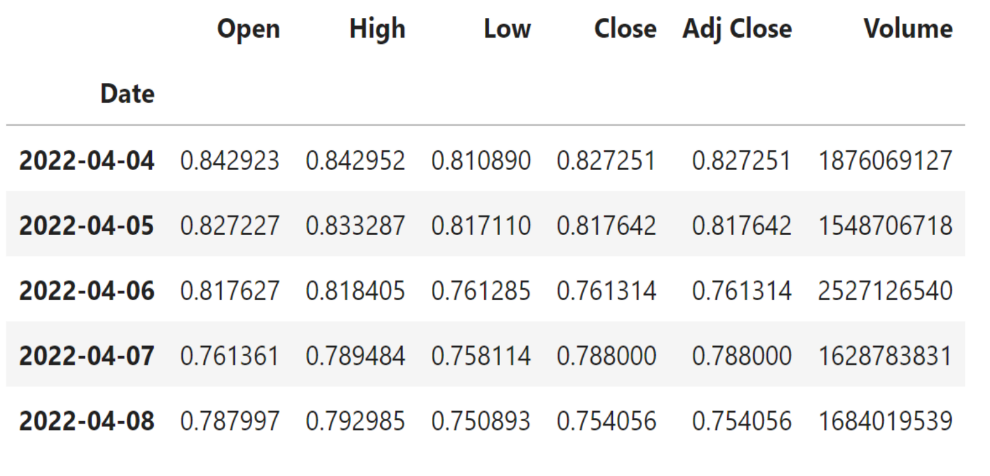 Open High Low Close Adj Close Volume
Date
2022-04-04 0.842923 0.842952 0.810890 0.827251 0.827251 1876069127
2022-04-05 0.827227 0.833287 0.817110 0.817642 0.817642 1548706718
2022-04-06 0.817627 0.818405 0.761285 0.761314 0.761314 2527126540
2022-04-07 0.761361 0.789484 0.758114 0.788000 0.788000 1628783831
2022-04-08 0.787997 0.792985 0.750893 0.754056 0.754056 1684019539